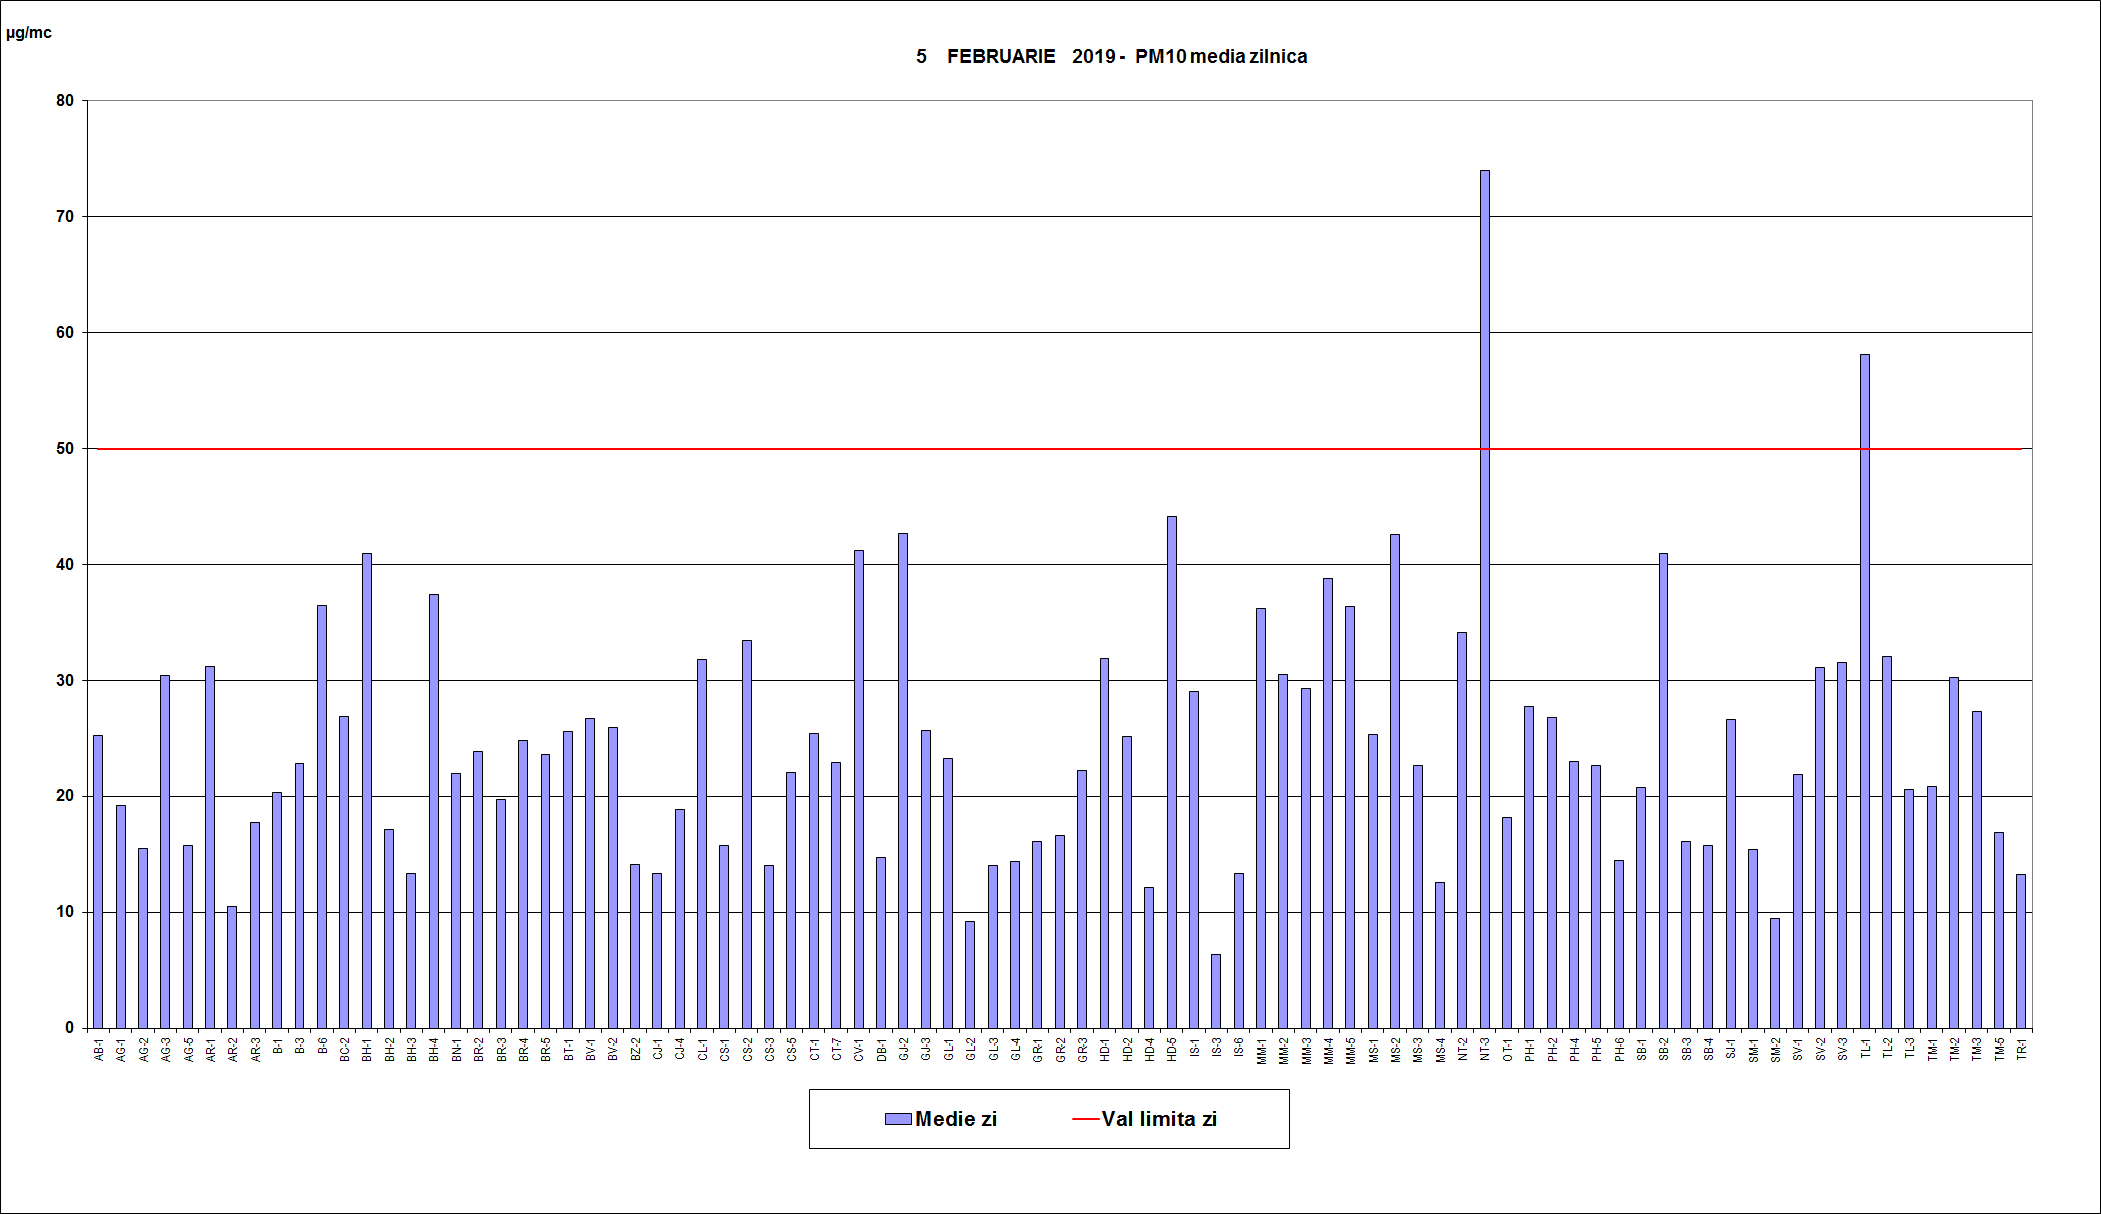 µg/mc
5 FEBRUARIE 2019 - PM10 media zilnica
80
70
60
50
40
30
20
10
0
AB-1 AG-1 AG-2 AG-3 AG-5 AR-1 AR-2 AR-3 B-1 B-3 B-6 BC-2 BH-1 BH-2 BH-3 BH-4 BN-1 BR-2 BR-3 BR-4 BR-5 BT-1 BV-1 BV-2 BZ-2 CJ-1 CJ-4 CL-1 CS-1 CS-2 CS-3 CS-5 CT-1 CT-7 CV-1 DB-1 GJ-2 GJ-3 GL-1 GL-2 GL-3 GL-4 GR-1 GR-2 GR-3 HD-1 HD-2 HD-4 HD-5 IS-1 IS-3 IS-6 MM-1 MM-2 MM-3 MM-4 MM-5 MS-1 MS-2 MS-3 MS-4 NT-2 NT-3 OT-1 PH-1 PH-2 PH-4 PH-5 PH-6 SB-1 SB-2 SB-3 SB-4 SJ-1 SM-1 SM-2 SV-1 SV-2 SV-3 TL-1 TL-2 TL-3 TM-1 TM-2 TM-3 TM-5 TR-1
Medie zi Val limita zi